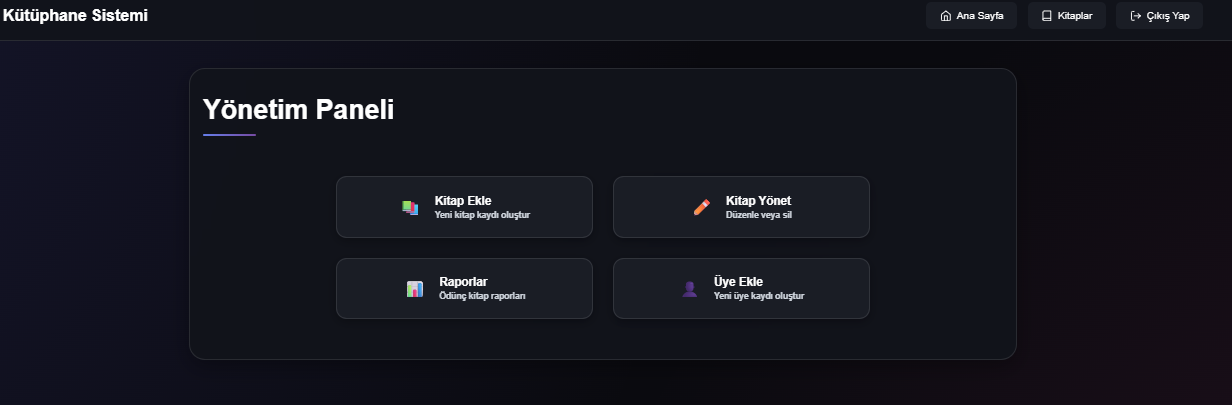 Kütüphane Sistemi
Ana Sayfa
Kitaplar
Çıkış Yap
Yönetim Paneli
Kitap Ekle
Yeni kitap kaydı oluştur
Kitap Yönet
Düzenle veya sil
Raporlar
Ödünç kitap raporları
Üye Ekle
Yeni üye kaydı oluştur